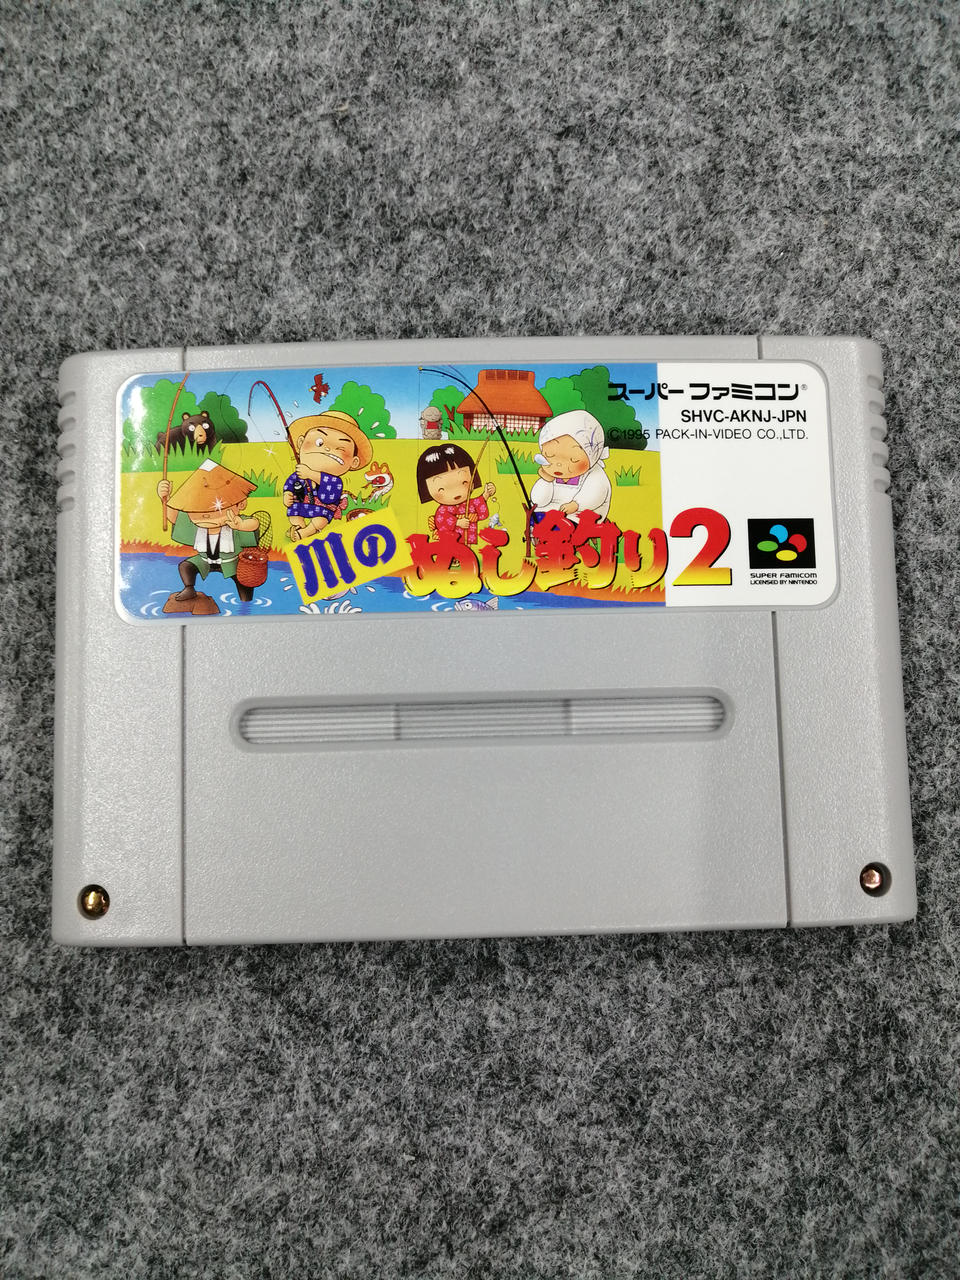 スーパーファミコン®
SHVC-AKNJ-JPN
©1995 PACK-IN-VIDEO CO.,LTD.
川のぬし釣り2
SUPER FAMICOM
LICENSED BY NINTENDO